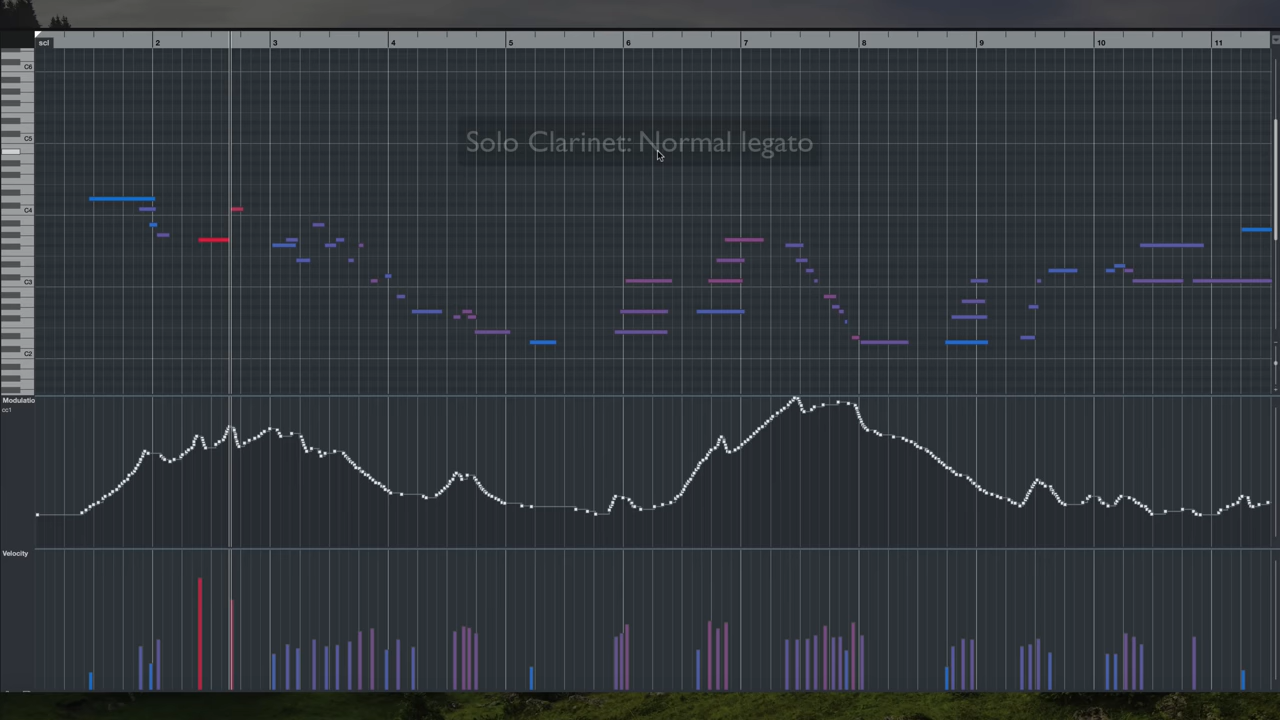 scl 2 3 4 5 6 7 8 9 10 11
C6
C5
Solo Clarinet: Normal legato
C4
C3
C2
Modulatio
cc1
Velocity